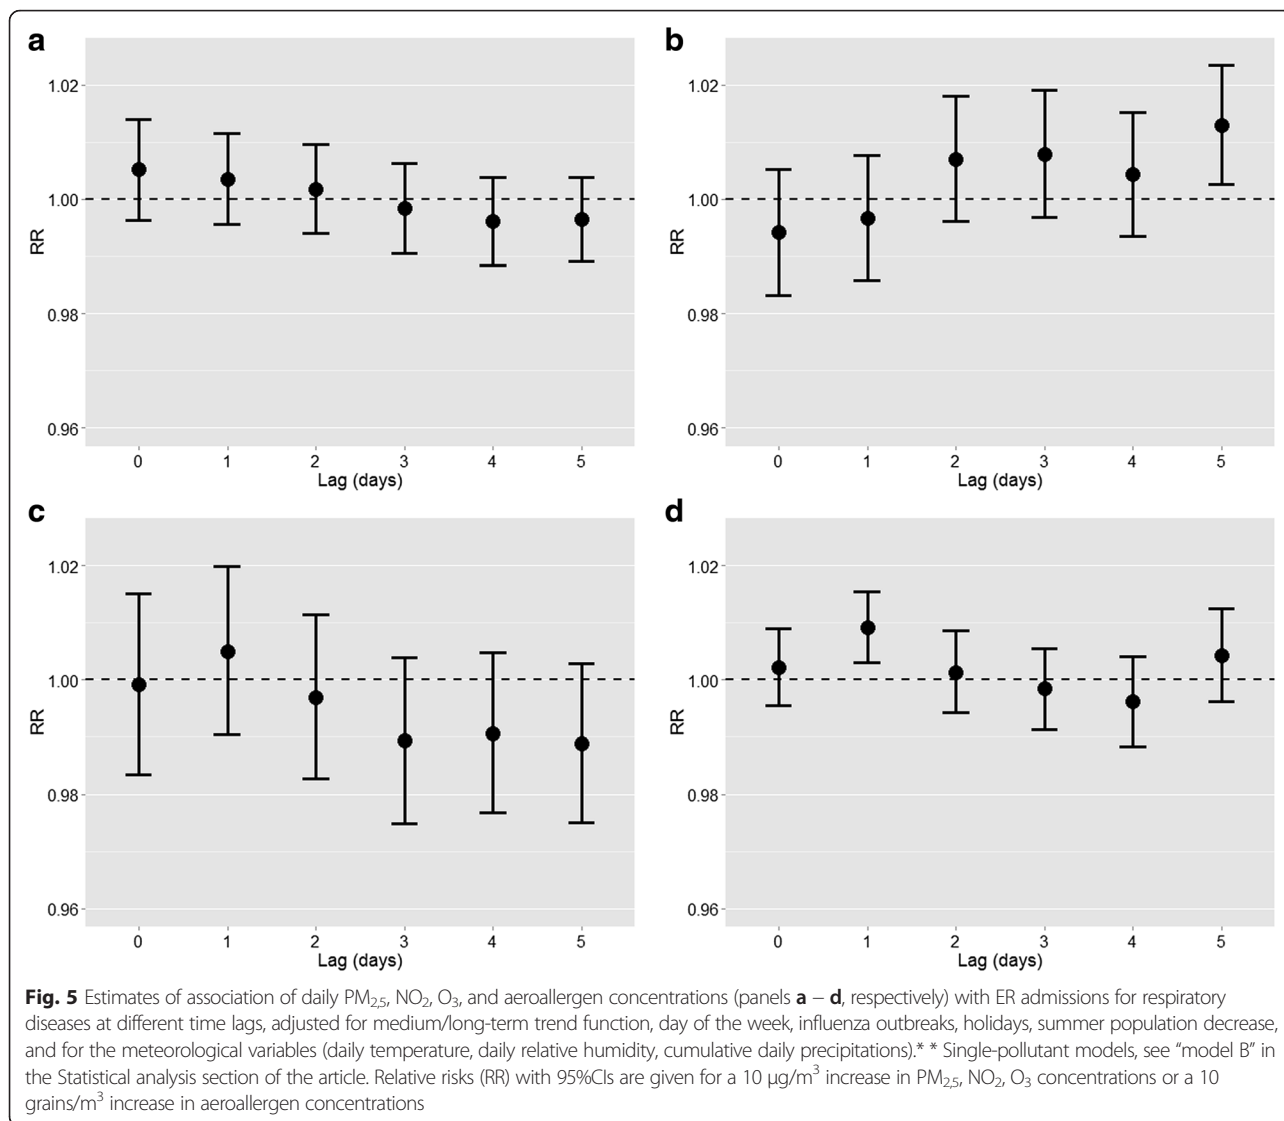 a
1.02
1.00
0.98
0.96
RR
0 1 2 3 4 5
Lag (days)
b
1.02
1.00
0.98
0.96
RR
0 1 2 3 4 5
Lag (days)
c
1.02
1.00
0.98
0.96
RR
0 1 2 3 4 5
Lag (days)
d
1.02
1.00
0.98
0.96
RR
0 1 2 3 4 5
Lag (days)
Fig. 5 Estimates of association of daily PM2,5, NO2, O3, and aeroallergen concentrations (panels a – d, respectively) with ER admissions for respiratory
diseases at different time lags, adjusted for medium/long-term trend function, day of the week, influenza outbreaks, holidays, summer population decrease,
and for the meteorological variables (daily temperature, daily relative humidity, cumulative daily precipitations).* * Single-pollutant models, see “model B” in
the Statistical analysis section of the article. Relative risks (RR) with 95%CIs are given for a 10 μg/m³ increase in PM2,5, NO2, O3 concentrations or a 10
grains/m³ increase in aeroallergen concentrations